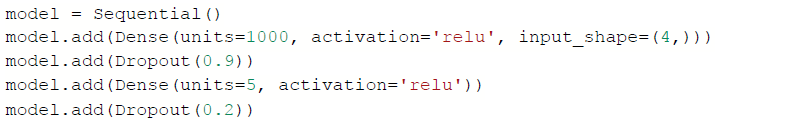 model = Sequential()
model.add(Dense(units=1000, activation='relu', input_shape=(4,)))
model.add(Dropout(0.9))
model.add(Dense(units=5, activation='relu'))
model.add(Dropout(0.2))